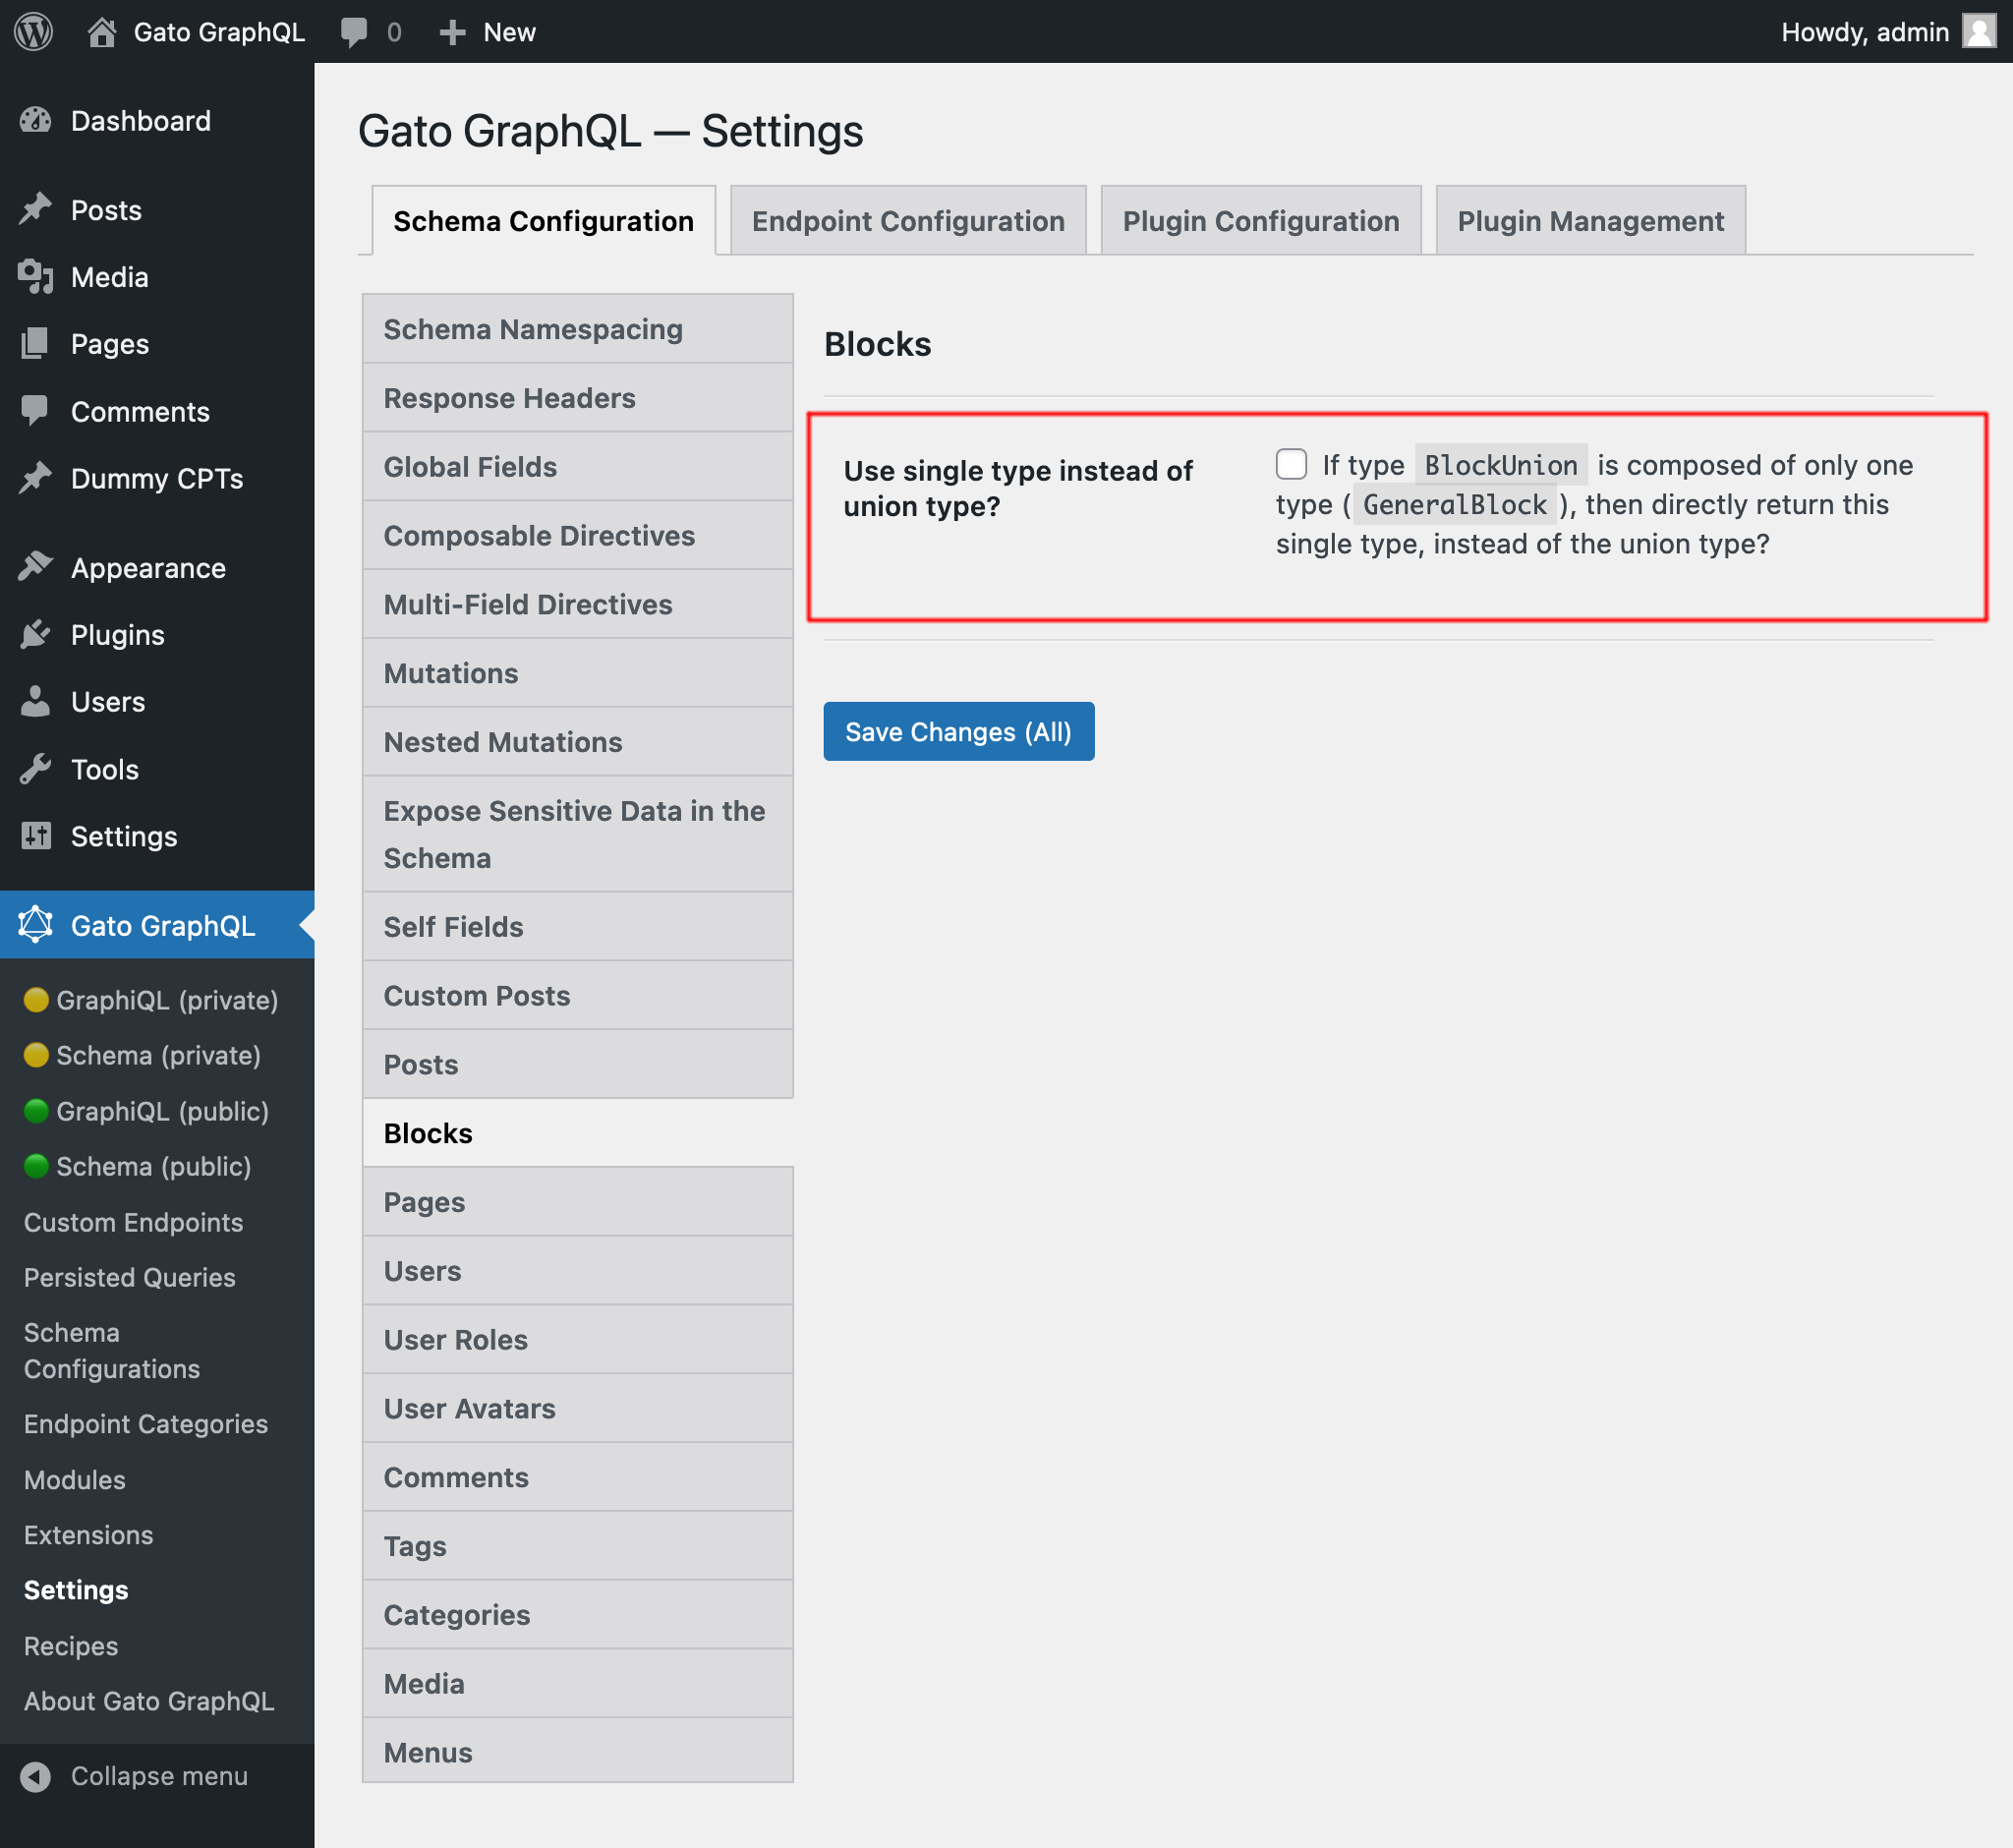 Gato GraphQL
0
New
Howdy, admin
Dashboard
Posts
Media
Pages
Comments
Dummy CPTs
Appearance
Plugins
Users
Tools
Settings
Gato GraphQL
GraphiQL (private)
Schema (private)
GraphiQL (public)
Schema (public)
Custom Endpoints
Persisted Queries
Schema
Configurations
Endpoint Categories
Modules
Extensions
Settings
Recipes
About Gato GraphQL
Collapse menu
Gato GraphQL — Settings
Schema Configuration
Endpoint Configuration
Plugin Configuration
Plugin Management
Schema Namespacing
Response Headers
Global Fields
Composable Directives
Multi-Field Directives
Mutations
Nested Mutations
Expose Sensitive Data in the
Schema
Self Fields
Custom Posts
Posts
Blocks
Pages
Users
User Roles
User Avatars
Comments
Tags
Categories
Media
Menus
Blocks
Use single type instead of
union type?
If type BlockUnion is composed of only one
type ( GeneralBlock ), then directly return this
single type, instead of the union type?
Save Changes (All)